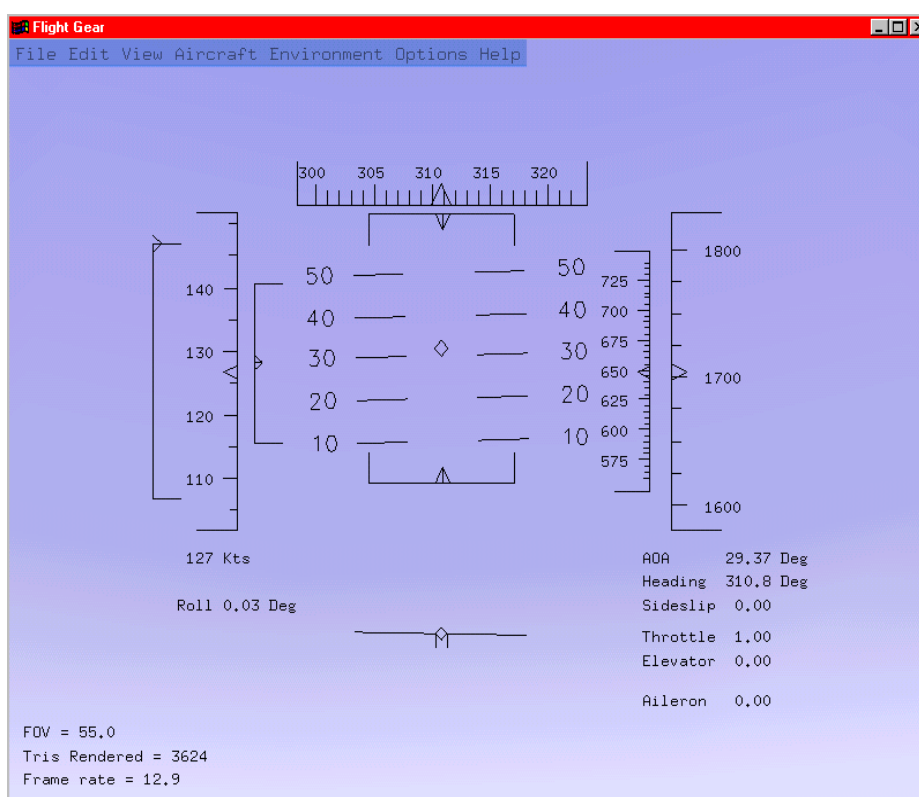 Flight Gear
File Edit View Aircraft Environment Options Help
300 305 310 315 320
1800
50 50
725
140
40 40 700
675
130 30 30
650
1700
20 20 625
120
10 10 600
575
110
1600
127 Kts
AOA 29.37 Deg
Heading 310.8 Deg
Roll 0.03 Deg
Sideslip 0.00
Throttle 1.00
Elevator 0.00
Aileron 0.00
FOV = 55.0
Tris Rendered = 3624
Frame rate = 12.9